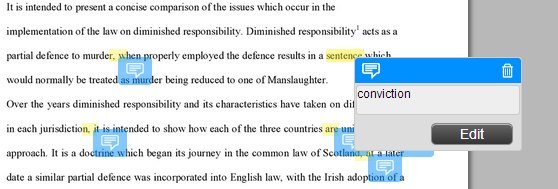 It is intended to present a concise comparison of the issues which occur in the
implementation of the law on diminished responsibility. Diminished responsibility¹ acts as a
partial defence to murder, when properly employed the defence results in a sentence which
would normally be treated as murder being reduced to one of Manslaughter.
conviction
Edit
Over the years diminished responsibility and its characteristics have taken on
in each jurisdiction, it is intended to show how each of the three countries are
approach. It is a doctrine which began its journey in the common law of Scotland, at a later
date a similar partial defence was incorporated into English law, with the Irish adoption of a